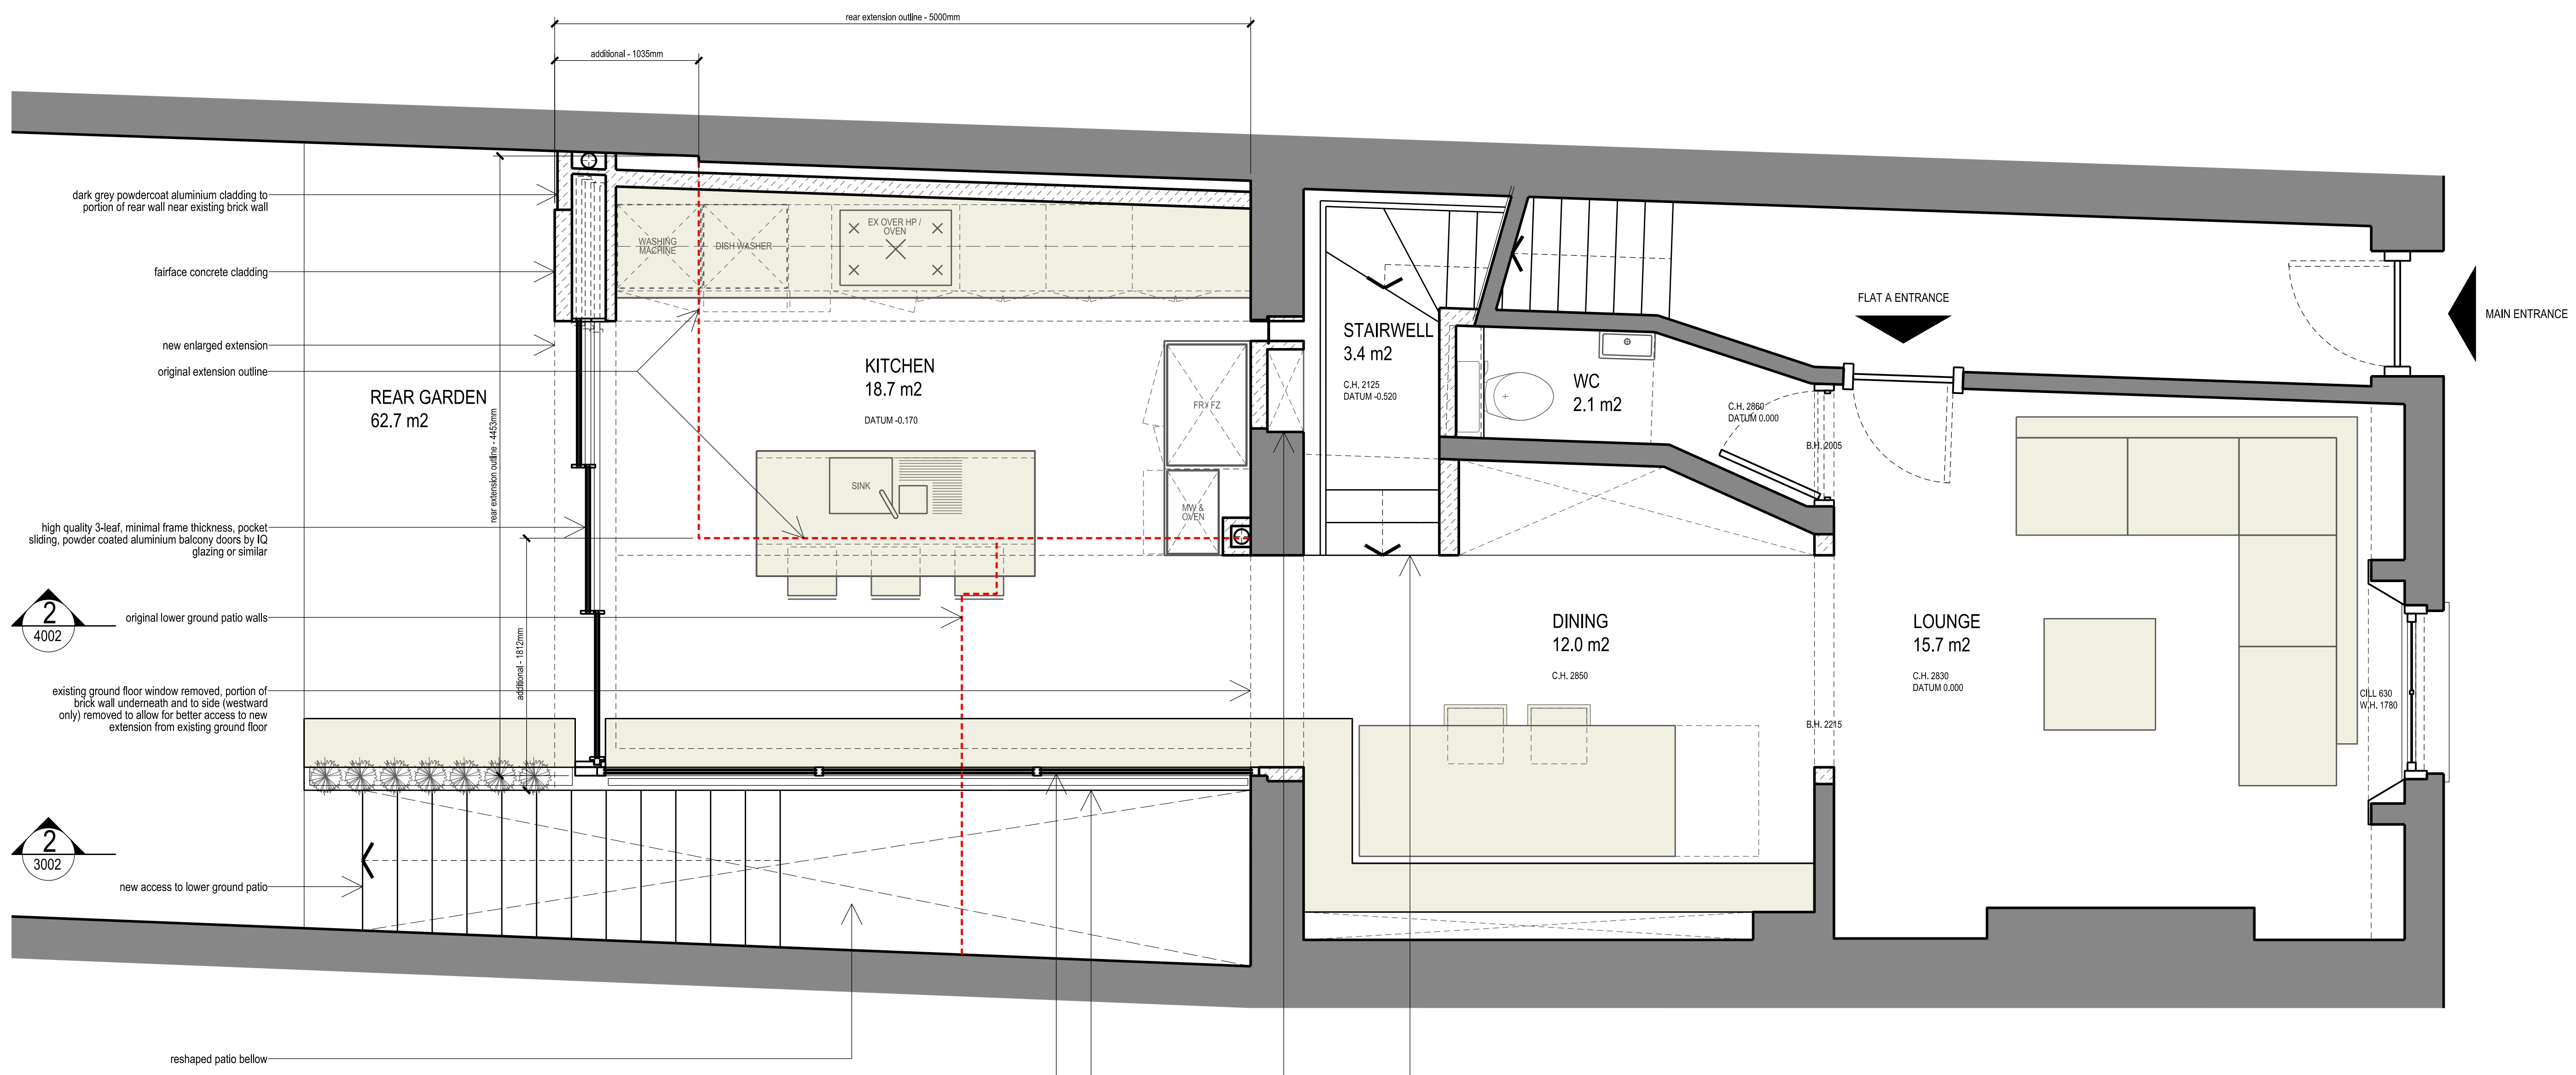 rear extension outline - 5000mm
additional - 1035mm
dark grey powdercoat aluminium cladding to
portion of rear wall near existing brick wall
fairface concrete cladding
new enlarged extension
original extension outline
REAR GARDEN
62.7 m2
rear extension outline - 4453mm
high quality 3-leaf, minimal frame thickness, pocket
sliding, powder coated aluminium balcony doors by IQ
glazing or similar
2
4002
original lower ground patio walls
additional - 1812mm
existing ground floor window removed, portion of
brick wall underneath and to side (westward
only) removed to allow for better access to new
extension from existing ground floor
2
3002
new access to lower ground patio
reshaped patio bellow
WASHING
MACHINE
DISH WASHER
EX OVER HP /
OVEN
KITCHEN
18.7 m2
DATUM -0.170
FR / FZ
SINK
MW &
OVEN
STAIRWELL
3.4 m2
C.H. 2125
DATUM -0.520
WC
2.1 m2
C.H. 2860
DATUM 0.000
B.H. 2005
FLAT A ENTRANCE
MAIN ENTRANCE
DINING
12.0 m2
C.H. 2850
LOUNGE
15.7 m2
C.H. 2830
DATUM 0.000
B.H. 2215
CILL 630
W.H. 1780